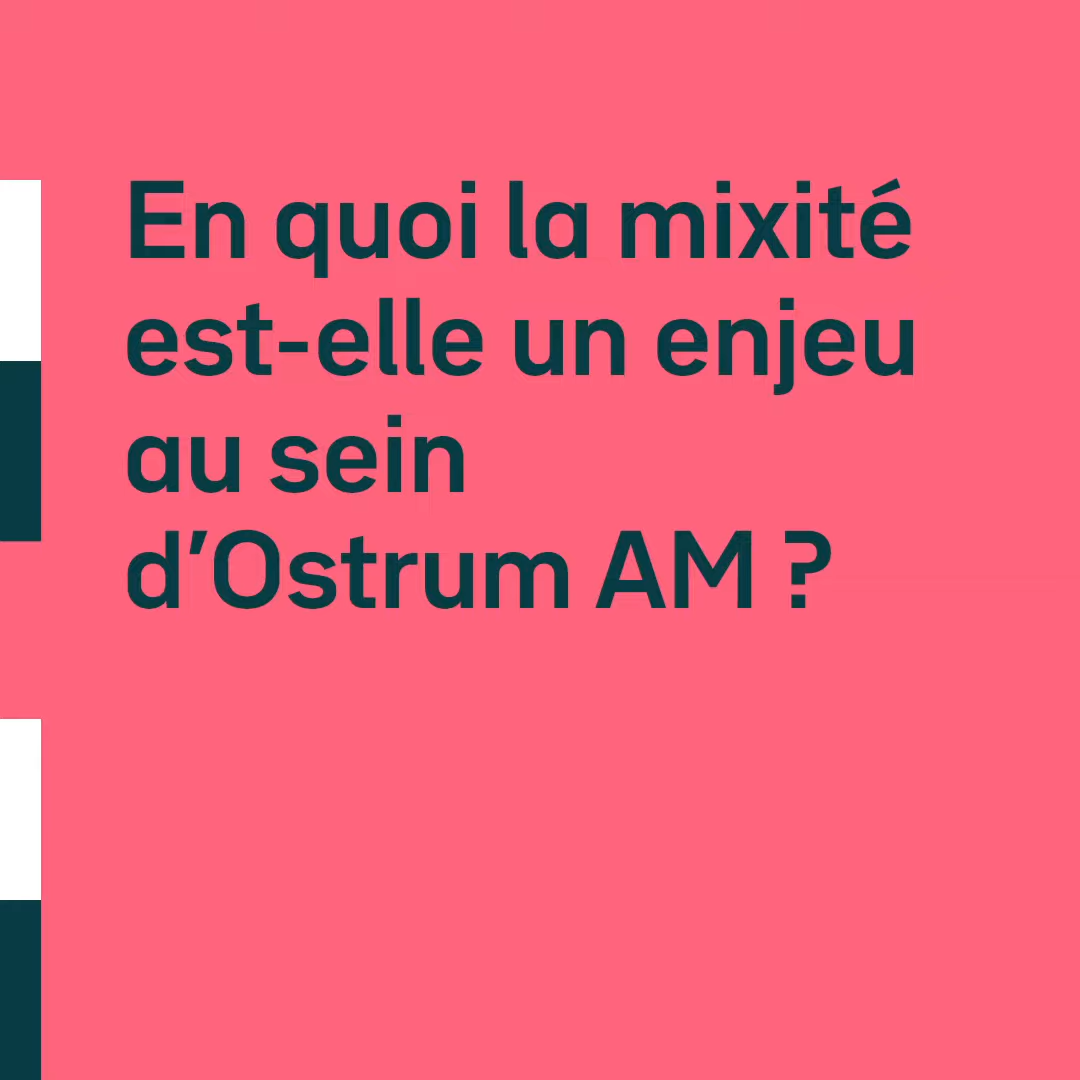 En quoi la mixité
est-elle un enjeu
au sein
d’Ostrum AM ?